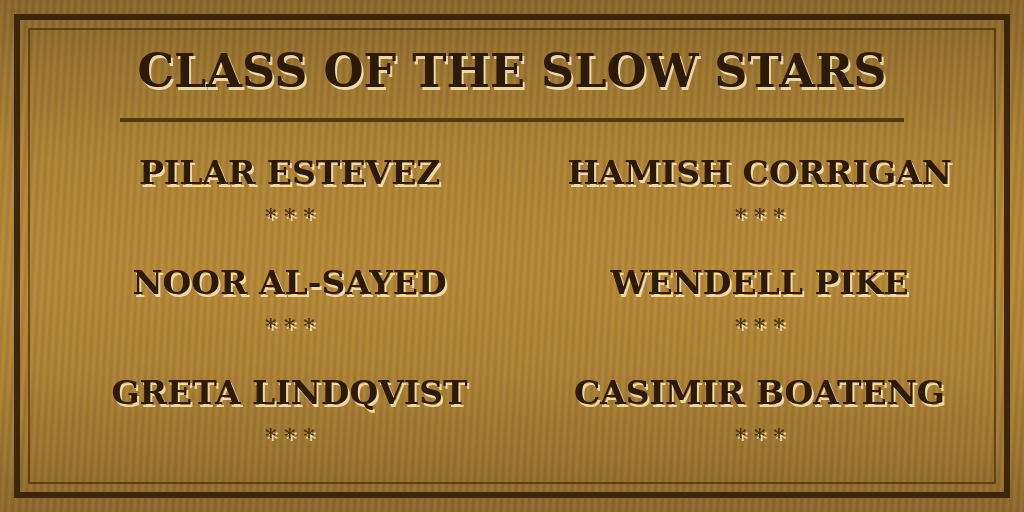 CLASS OF THE SLOW STARS
PILAR ESTEVEZ
***
HAMISH CORRIGAN
***
NOOR AL-SAYED
***
WENDELL PIKE
***
GRETA LINDQVIST
***
CASIMIR BOATENG
***